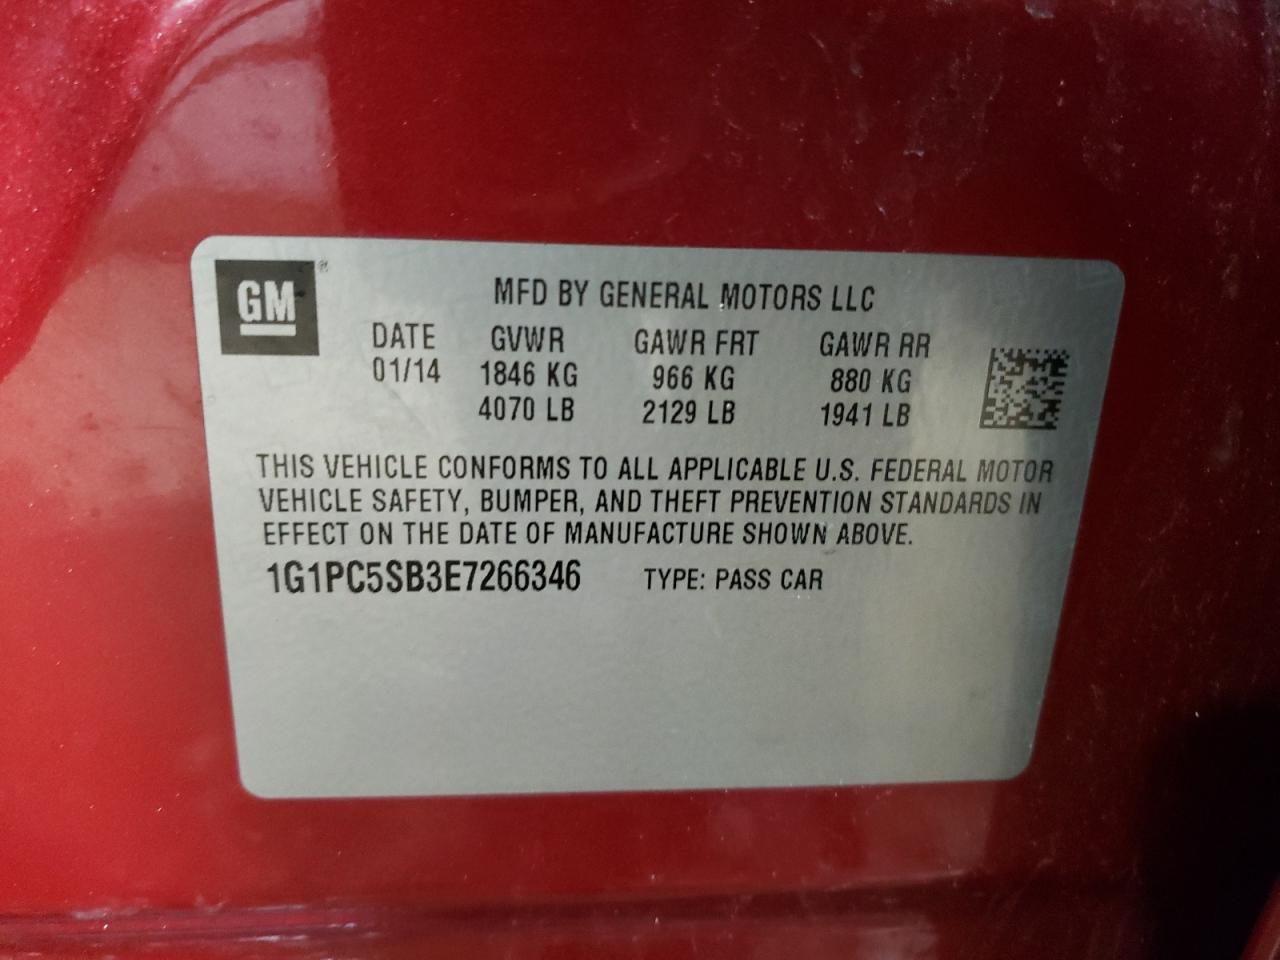 GM®
MFD BY GENERAL MOTORS LLC
DATE GVWR GAWR FRT GAWR RR
01/14 1846 KG 966 KG 880 KG
4070 LB 2129 LB 1941 LB
THIS VEHICLE CONFORMS TO ALL APPLICABLE U.S. FEDERAL MOTOR
VEHICLE SAFETY, BUMPER, AND THEFT PREVENTION STANDARDS IN
EFFECT ON THE DATE OF MANUFACTURE SHOWN ABOVE.
1G1PC5SB3E7266346 TYPE: PASS CAR